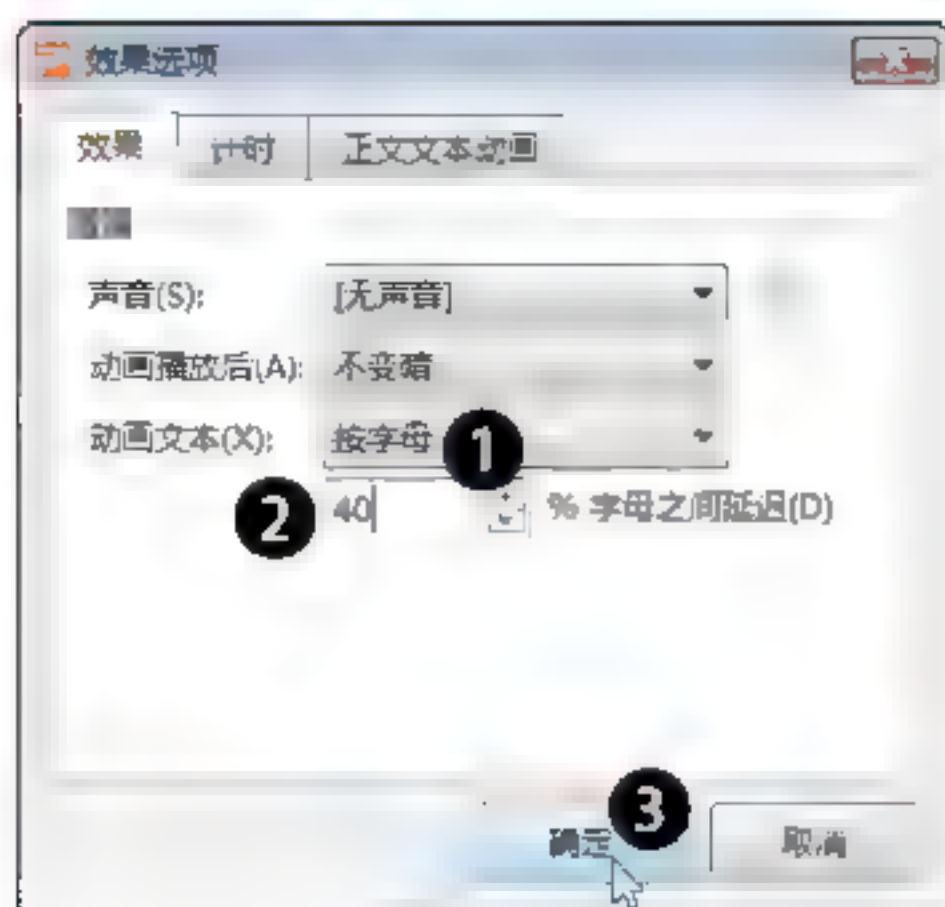 效果选项
效果 计时 正文文本动画
声音(S): [无声音]
动画播放后(A): 不变暗
动画文本(X): 按字母 1
2 40 % 字母之间延迟(D)
3
确定 取消